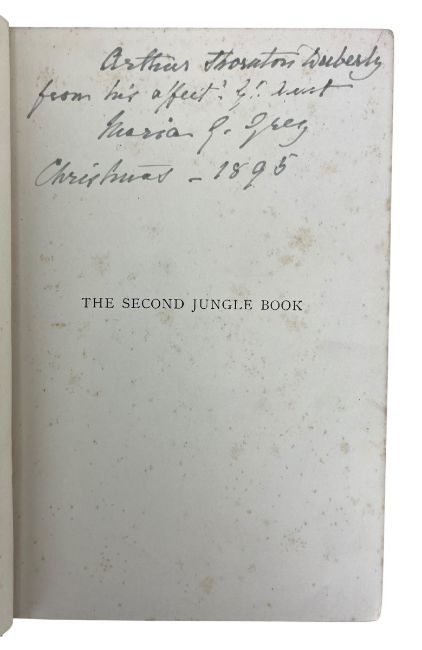 Arthur Thornton Duberly
from his affect: gt. aunt
Maria G. Grey
Christmas - 1895
THE SECOND JUNGLE BOOK